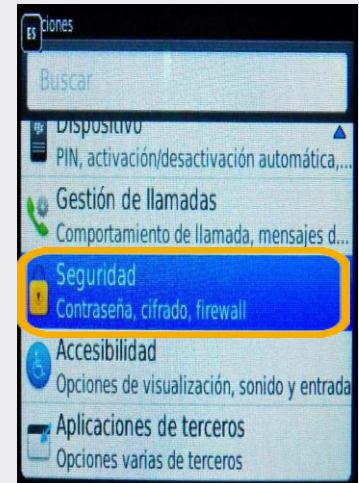 ciones
ES
Buscar
Dispositivo
PIN, activación/desactivación automática,...
Gestión de llamadas
Comportamiento de llamada, mensajes d...
Seguridad
Contraseña, cifrado, firewall
Accesibilidad
Opciones de visualización, sonido y entrada
Aplicaciones de terceros
Opciones varias de terceros